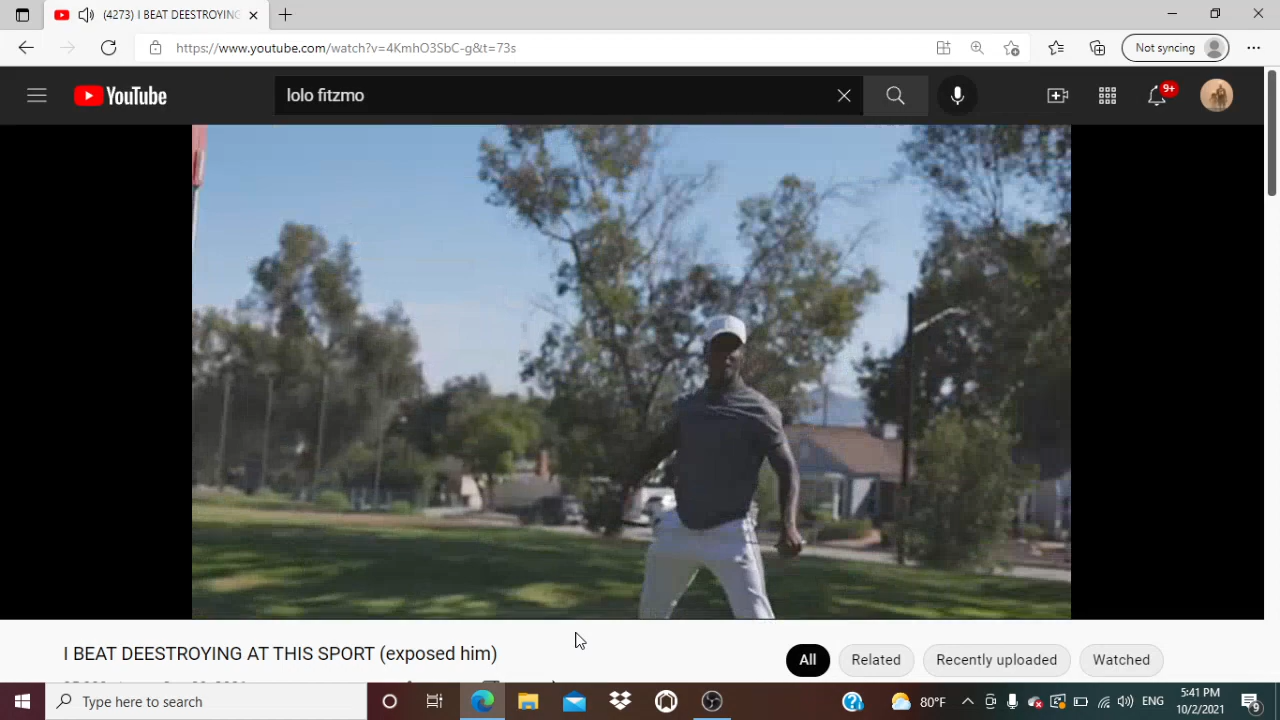 (4273) I BEAT DEESTROYING
https://www.youtube.com/watch?v=4KmhO3SbC-g&t=73s
Not syncing
YouTube
lolo fitzmo
9+
I BEAT DEESTROYING AT THIS SPORT (exposed him)
All
Related
Recently uploaded
Watched
Type here to search
80°F
ENG
5:41 PM
10/2/2021
9